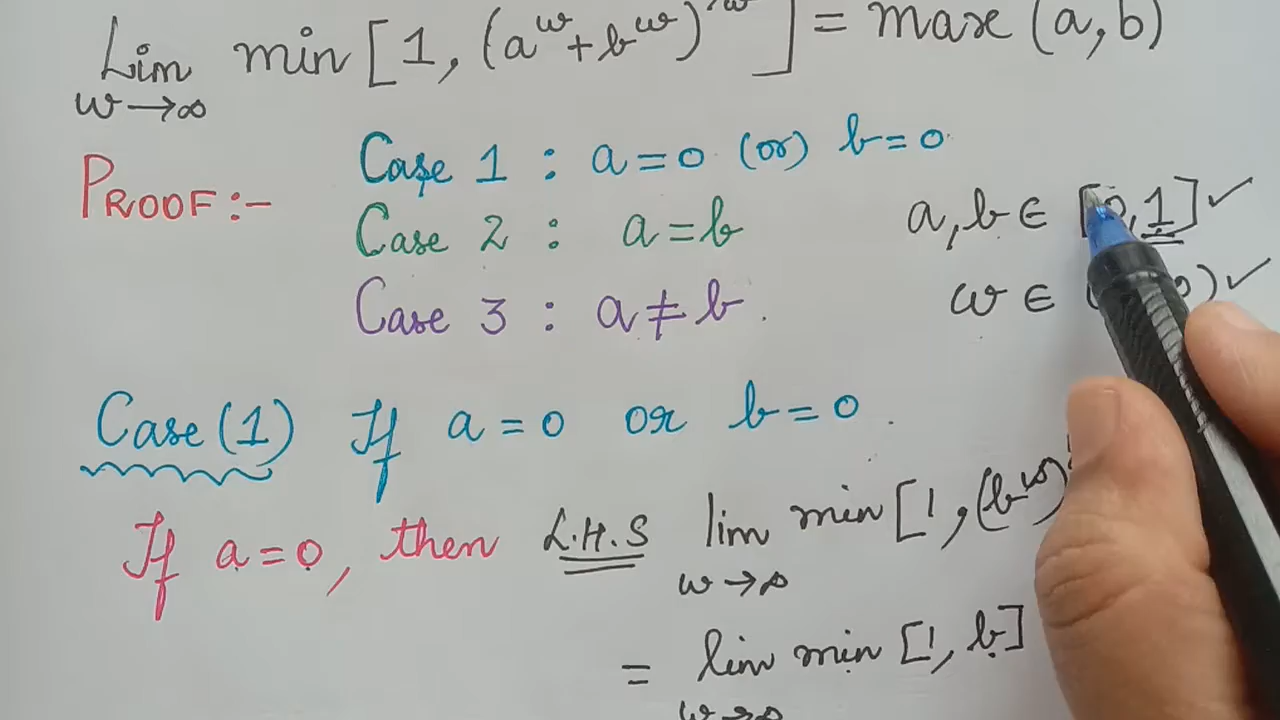 Lim min [1, (a^w + b^w)^1/w] = max (a, b)
w→∞
PROOF:-
Case 1 : a=0 (or) b=0
Case 2 : a=b
a, b ∈ [0, 1] ✓
Case 3 : a≠b.
w ∈ ( ) ✓
Case(1) If a=0 or b=0.
If a=0, then L.H.S lim min [1, (b^w)
w→∞
= lim min [1, b]
w→∞